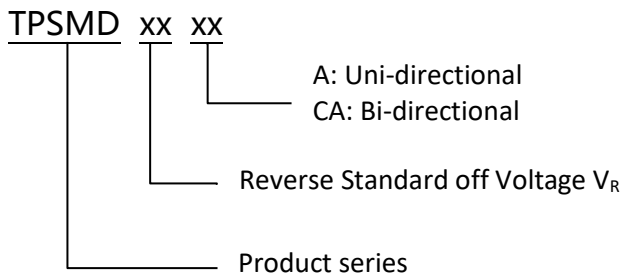 TPSMD xx xx
A: Uni-directional
CA: Bi-directional
Reverse Standard off Voltage VR
Product series